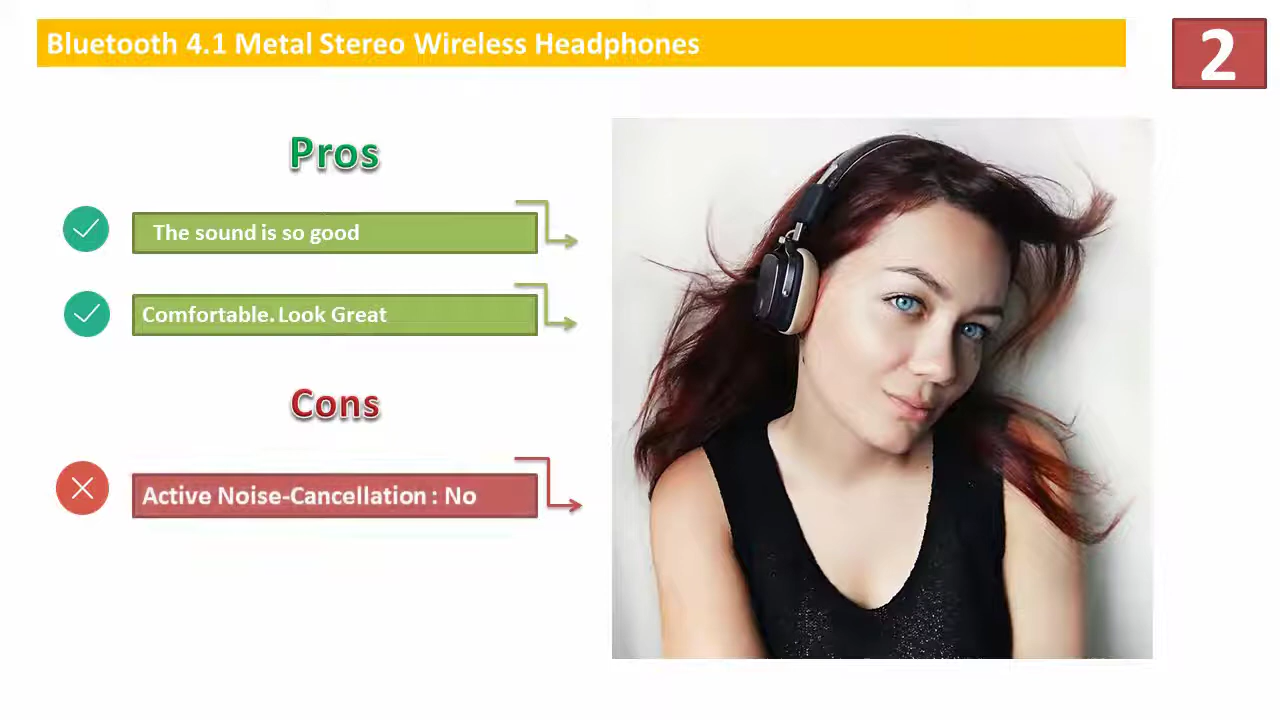 Bluetooth 4.1 Metal Stereo Wireless Headphones
2
Pros
The sound is so good
Comfortable. Look Great
Cons
Active Noise-Cancellation : No